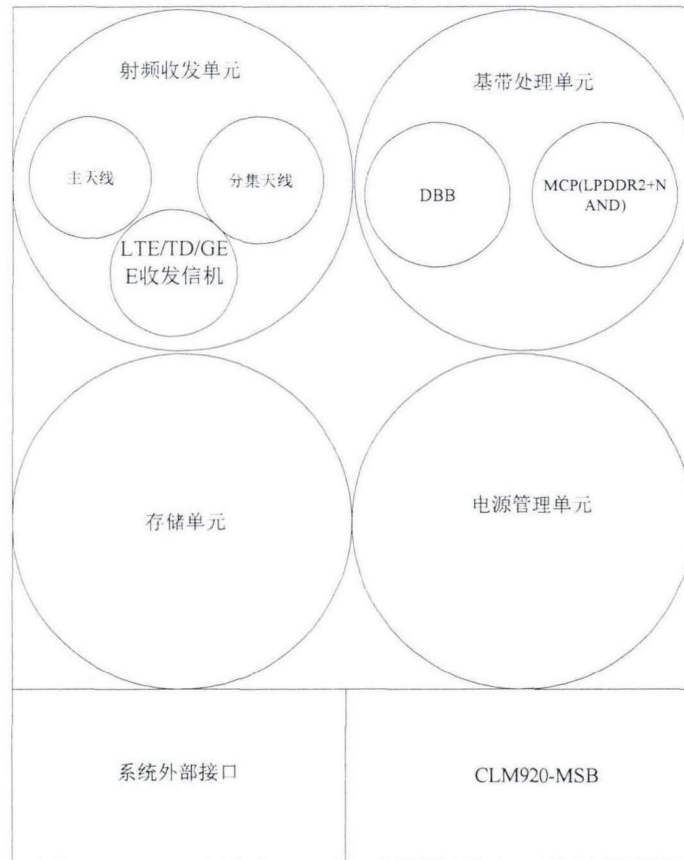 射频收发单元
主天线
分集天线
LTE/TD/GE
E收发信机
基带处理单元
DBB
MCP(LPDDR2+N
AND)
存储单元
电源管理单元
系统外部接口
CLM920-MSB